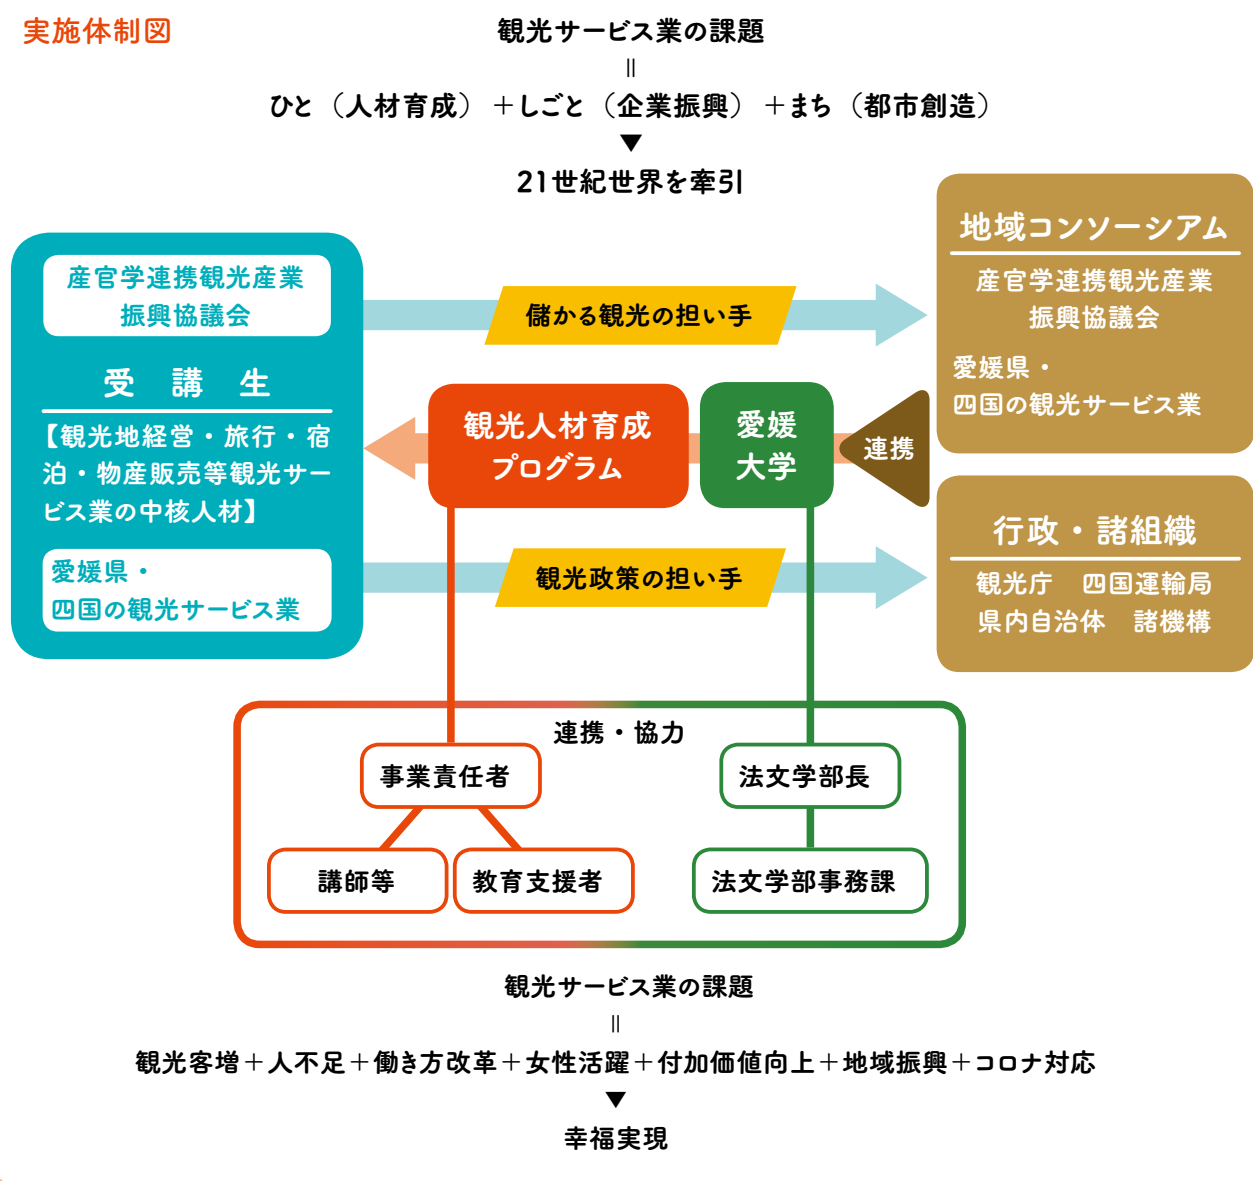 実施体制図
観光サービス業の課題
＝
ひと（人材育成）＋しごと（企業振興）＋まち（都市創造）
▼
21世紀世界を牽引
産官学連携観光産業
振興協議会
受講生
【観光地経営・旅行・宿
泊・物産販売等観光サー
ビス業の中核人材】
愛媛県・
四国の観光サービス業
儲かる観光の担い手
観光人材育成
プログラム
愛媛
大学
連携
観光政策の担い手
地域コンソーシアム
産官学連携観光産業
振興協議会
愛媛県・
四国の観光サービス業
行政・諸組織
観光庁　四国運輸局
県内自治体　諸機構
連携・協力
事業責任者
法文学部長
講師等
教育支援者
法文学部事務課
観光サービス業の課題
＝
観光客増＋人不足＋働き方改革＋女性活躍＋付加価値向上＋地域振興＋コロナ対応
▼
幸福実現